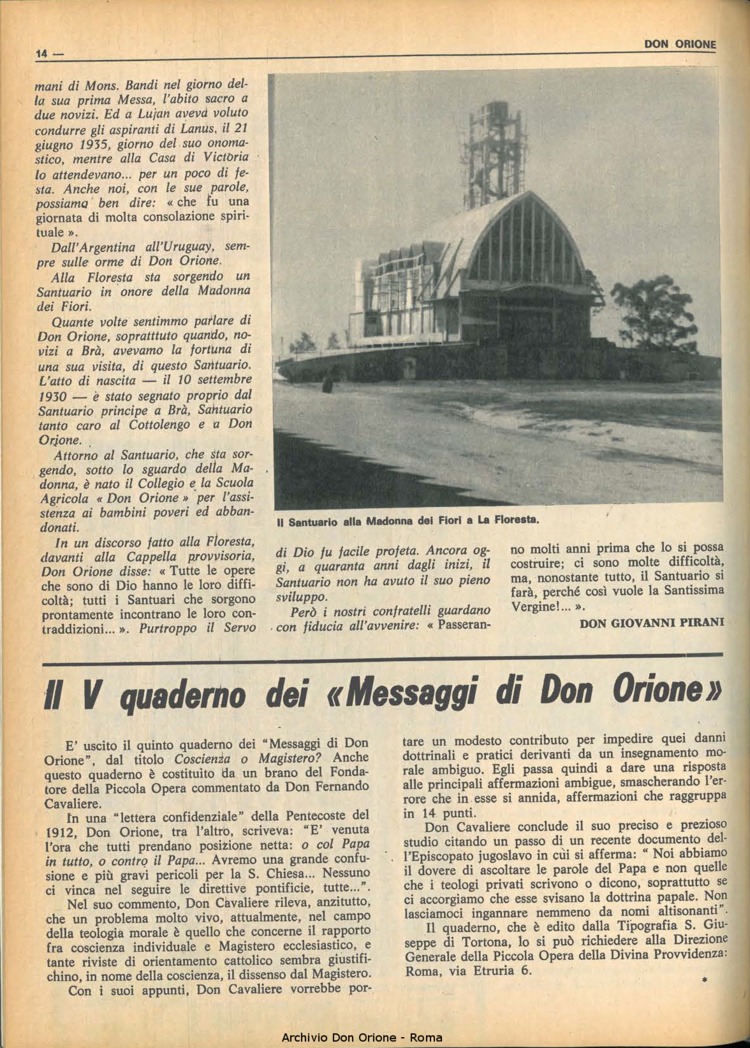 14 —
DON ORIONE
mani di Mons. Bandi nel giorno del-
la sua prima Messa, l'abito sacro a
due novizi. Ed a Lujan aveva voluto
condurre gli aspiranti di Lanus, il 21
giugno 1935, giorno del suo onoma-
stico, mentre alla Casa di Victoria
lo attendevano... per un poco di fe-
sta. Anche noi, con le sue parole,
possiamo ben dire: « che fu una
giornata di molta consolazione spiri-
tuale ».
Dall'Argentina all'Uruguay, sem-
pre sulle orme di Don Orione.
Alla Floresta sta sorgendo un
Santuario in onore della Madonna
dei Fiori.
Quante volte sentimmo parlare di
Don Orione, soprattuto quando, no-
vizi a Brà, avevamo la fortuna di
una sua visita, di questo Santuario.
L'atto di nascita — il 10 settembre
1930 — è stato segnato proprio dal
Santuario principe a Brà, Santuario
tanto caro al Cottolengo e a Don
Orione.
Attorno al Santuario, che sta sor-
gendo, sotto lo sguardo della Ma-
donna, è nato il Collegio e la Scuola
Agricola « Don Orione » per l'assi-
stenza ai bambini poveri ed abban-
donati.
In un discorso fatto alla Floresta,
davanti alla Cappella provvisoria,
Don Orione disse: « Tutte le opere
che sono di Dio hanno le loro diffi-
coltà; tutti i Santuari che sorgono
prontamente incontrano le loro con-
traddizioni... ». Purtroppo il Servo
Il Santuario alla Madonna dei Fiori a La Floresta.
di Dio fu facile profeta. Ancora og-
gi, a quaranta anni dagli inizi, il
Santuario non ha avuto il suo pieno
sviluppo.
Però i nostri confratelli guardano
con fiducia all'avvenire: « Passeran-
no molti anni prima che lo si possa
costruire; ci sono molte difficoltà,
ma, nonostante tutto, il Santuario si
farà, perché così vuole la Santissima
Vergine!... ».
DON GIOVANNI PIRANI
Il V quaderno dei «Messaggi di Don Orione»
E' uscito il quinto quaderno dei "Messaggi di Don
Orione", dal titolo Coscienza o Magistero? Anche
questo quaderno è costituito da un brano del Fonda-
tore della Piccola Opera commentato da Don Fernando
Cavaliere.
In una "lettera confidenziale" della Pentecoste del
1912, Don Orione, tra l'altro, scriveva: "E' venuta
l'ora che tutti prendano posizione netta: o col Papa
in tutto, o contro il Papa... Avremo una grande confu-
sione e più gravi pericoli per la S. Chiesa... Nessuno
ci vinca nel seguire le direttive pontificie, tutte...".
Nel suo commento, Don Cavaliere rileva, anzitutto,
che un problema molto vivo, attualmente, nel campo
della teologia morale è quello che concerne il rapporto
fra coscienza individuale e Magistero ecclesiastico, e
tante riviste di orientamento cattolico sembra giustifi-
chino, in nome della coscienza, il dissenso dal Magistero.
Con i suoi appunti, Don Cavaliere vorrebbe por-
tare un modesto contributo per impedire quei danni
dottrinali e pratici derivanti da un insegnamento mo-
rale ambiguo. Egli passa quindi a dare una risposta
alle principali affermazioni ambigue, smascherando l'er-
rore che in esse si annida, affermazioni che raggruppa
in 14 punti.
Don Cavaliere conclude il suo preciso e prezioso
studio citando un passo di un recente documento del-
l'Episcopato jugoslavo in cui si afferma: " Noi abbiamo
il dovere di ascoltare le parole del Papa e non quelle
che i teologi privati scrivono o dicono, soprattutto se
ci accorgiamo che esse svisano la dottrina papale. Non
lasciamoci ingannare nemmeno da nomi altisonanti".
Il quaderno, che è edito dalla Tipografia S. Giu-
seppe di Tortona, lo si può richiedere alla Direzione
Generale della Piccola Opera della Divina Provvidenza:
Roma, via Etruria 6.
*
Archivio Don Orione - Roma